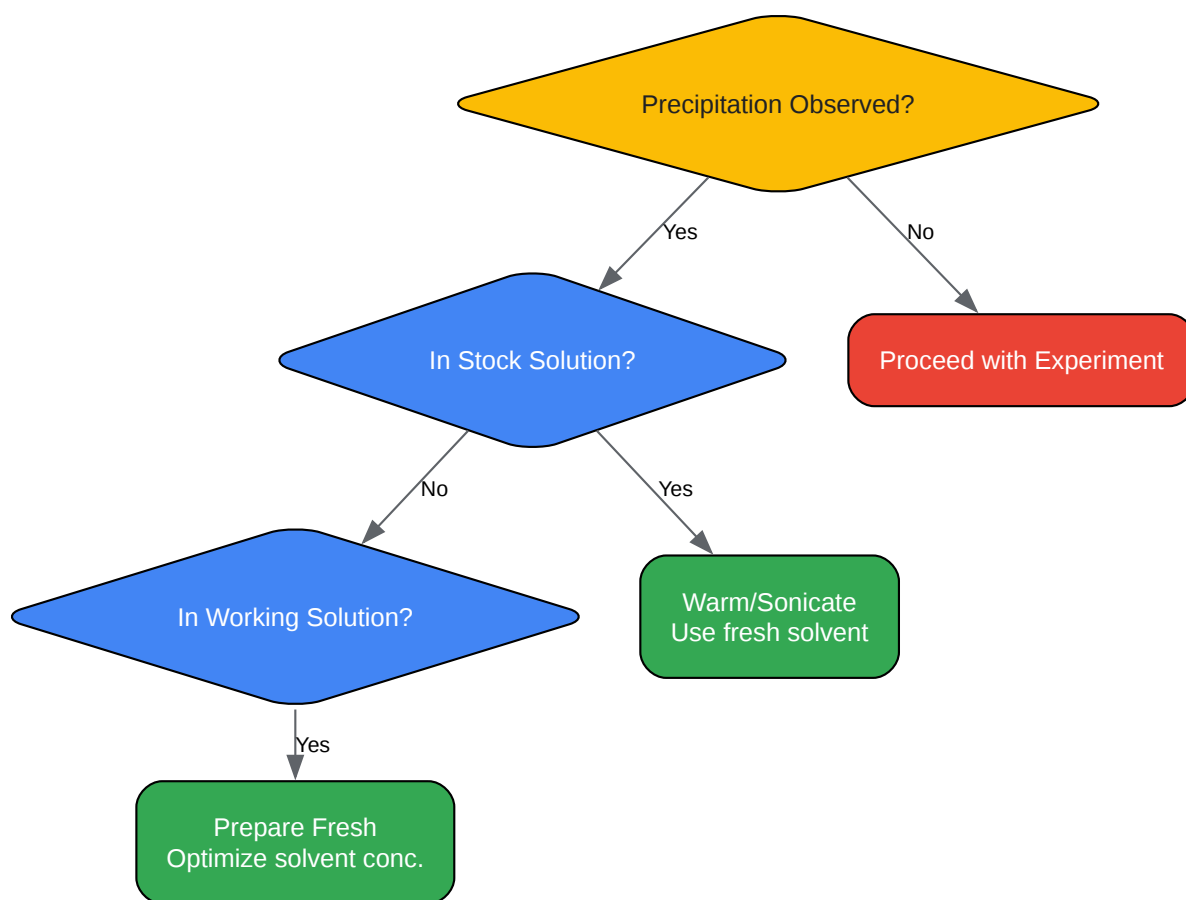 Precipitation Observed?
Yes
No
In Stock Solution?
Proceed with Experiment
No
Yes
In Working Solution?
Warm/Sonicate
Use fresh solvent
Yes
Prepare Fresh
Optimize solvent conc.